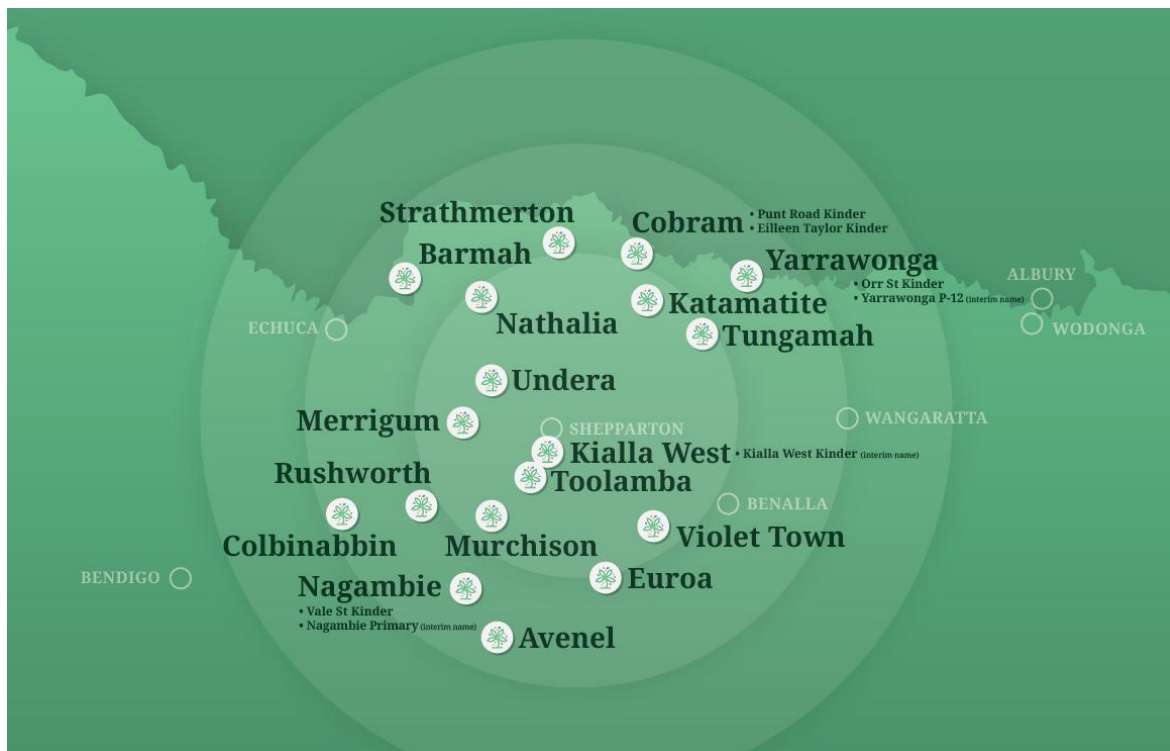 Strathmerton
Cobram
• Punt Road Kinder
• Eilleen Taylor Kinder
Barmah
Yarrawonga
• Orr St Kinder
• Yarrawonga P-12 (interim name)
ALBURY
Katamatite
Nathalia
ECHUCA
WODONGA
Tungamah
Undera
Merrigum
SHEPPARTON
WANGARATTA
Kialla West
• Kialla West Kinder (interim name)
Rushworth
Toolamba
BENALLA
Colbinabbin
Murchison
Violet Town
BENDIGO
Nagambie
• Vale St Kinder
• Nagambie Primary (interim name)
Euroa
Avenel